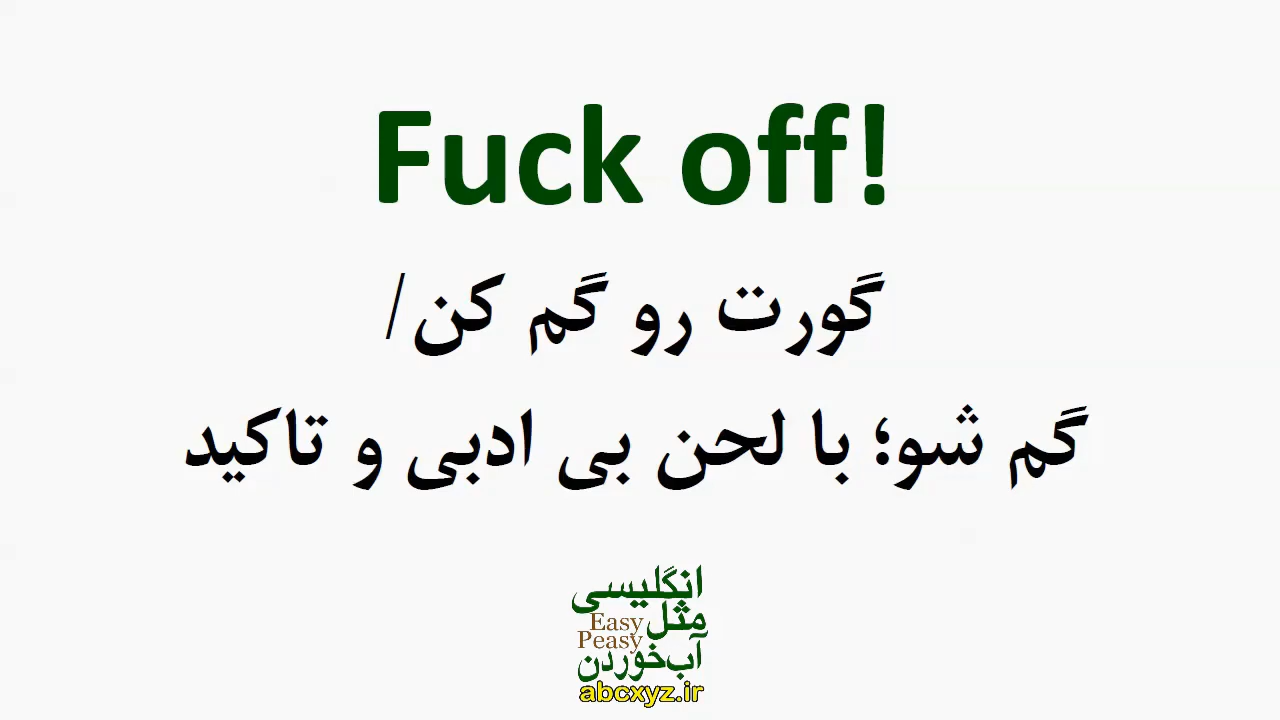 Fuck off!
گورت رو گم کن/
گم شو؛ با لحن بی ادبی و تاکید
انگلیسی
مثل Easy
Peasy
آب‌خوردن
abcxyz.ir